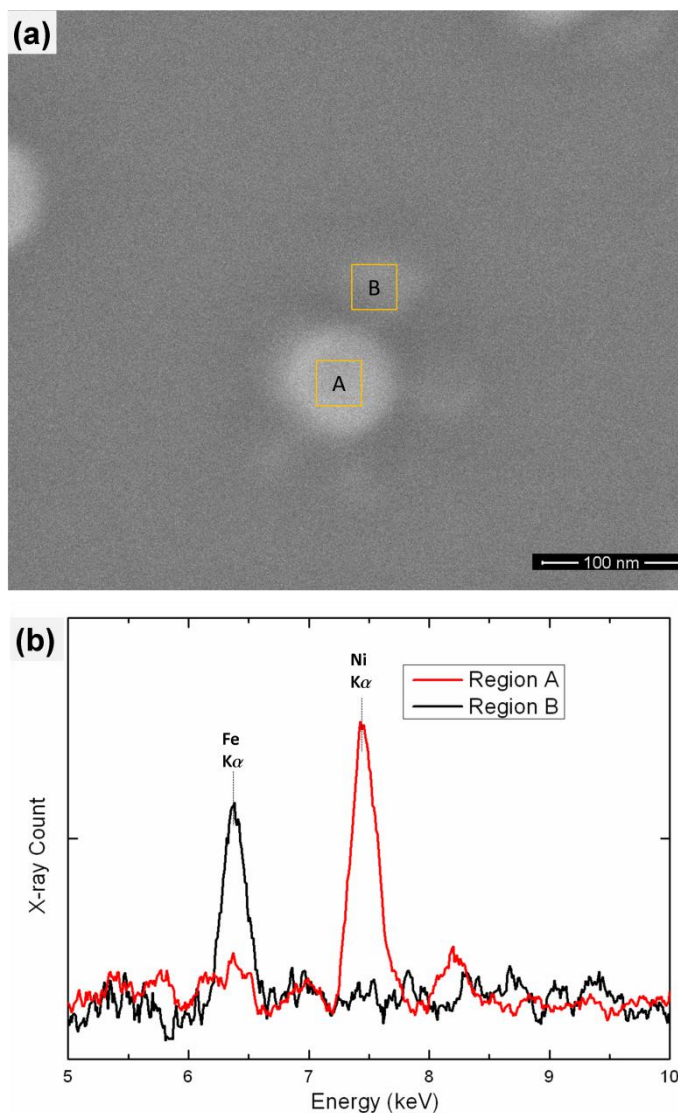 (a)
B
A
100 nm
(b)
Ni
Kα
Region A
Region B
Fe
Kα
X-ray Count
5 6 7 8 9 10
Energy (keV)